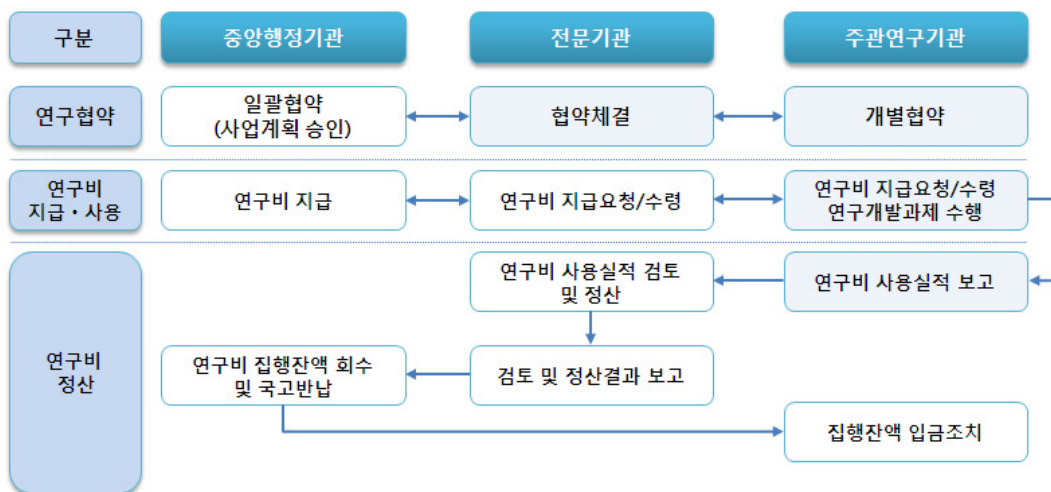 구분
중앙행정기관
전문기관
주관연구기관
연구협약
일괄협약
(사업계획 승인)
협약체결
개별협약
연구비
지급・사용
연구비 지급
연구비 지급요청/수령
연구비 지급요청/수령
연구개발과제 수행
연구비
정산
연구비 사용실적 검토
및 정산
연구비 사용실적 보고
연구비 집행잔액 회수
및 국고반납
검토 및 정산결과 보고
집행잔액 입금조치